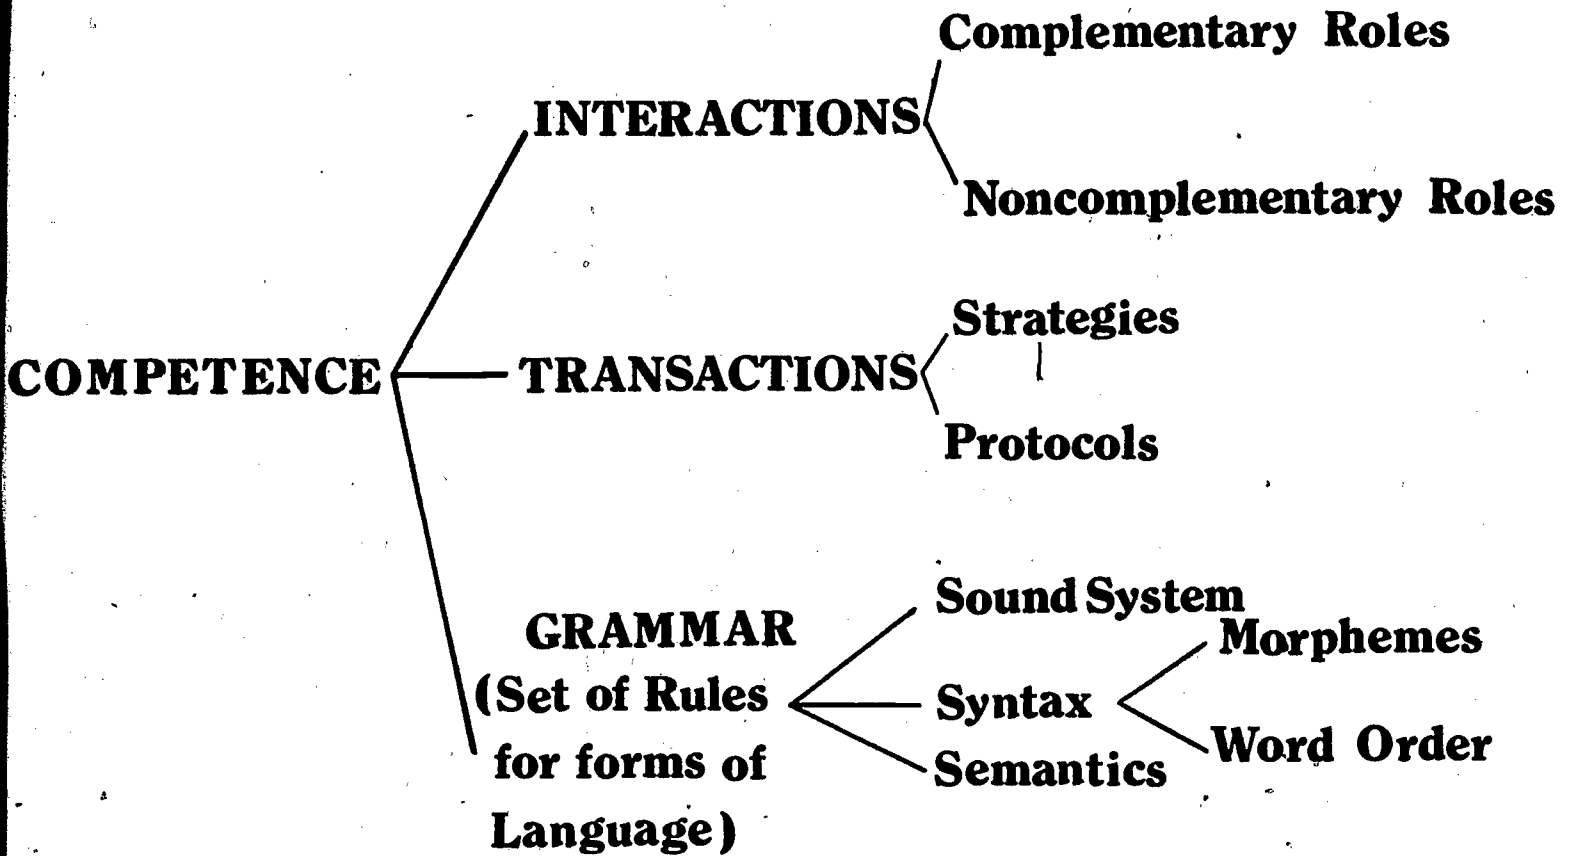 Complementary Roles
INTERACTIONS
Noncomplementary Roles
Strategies
COMPETENCE
TRANSACTIONS
Protocols
GRAMMAR
(Set of Rules
for forms of
Language)
Sound System
Morphemes
Syntax
Word Order
Semantics